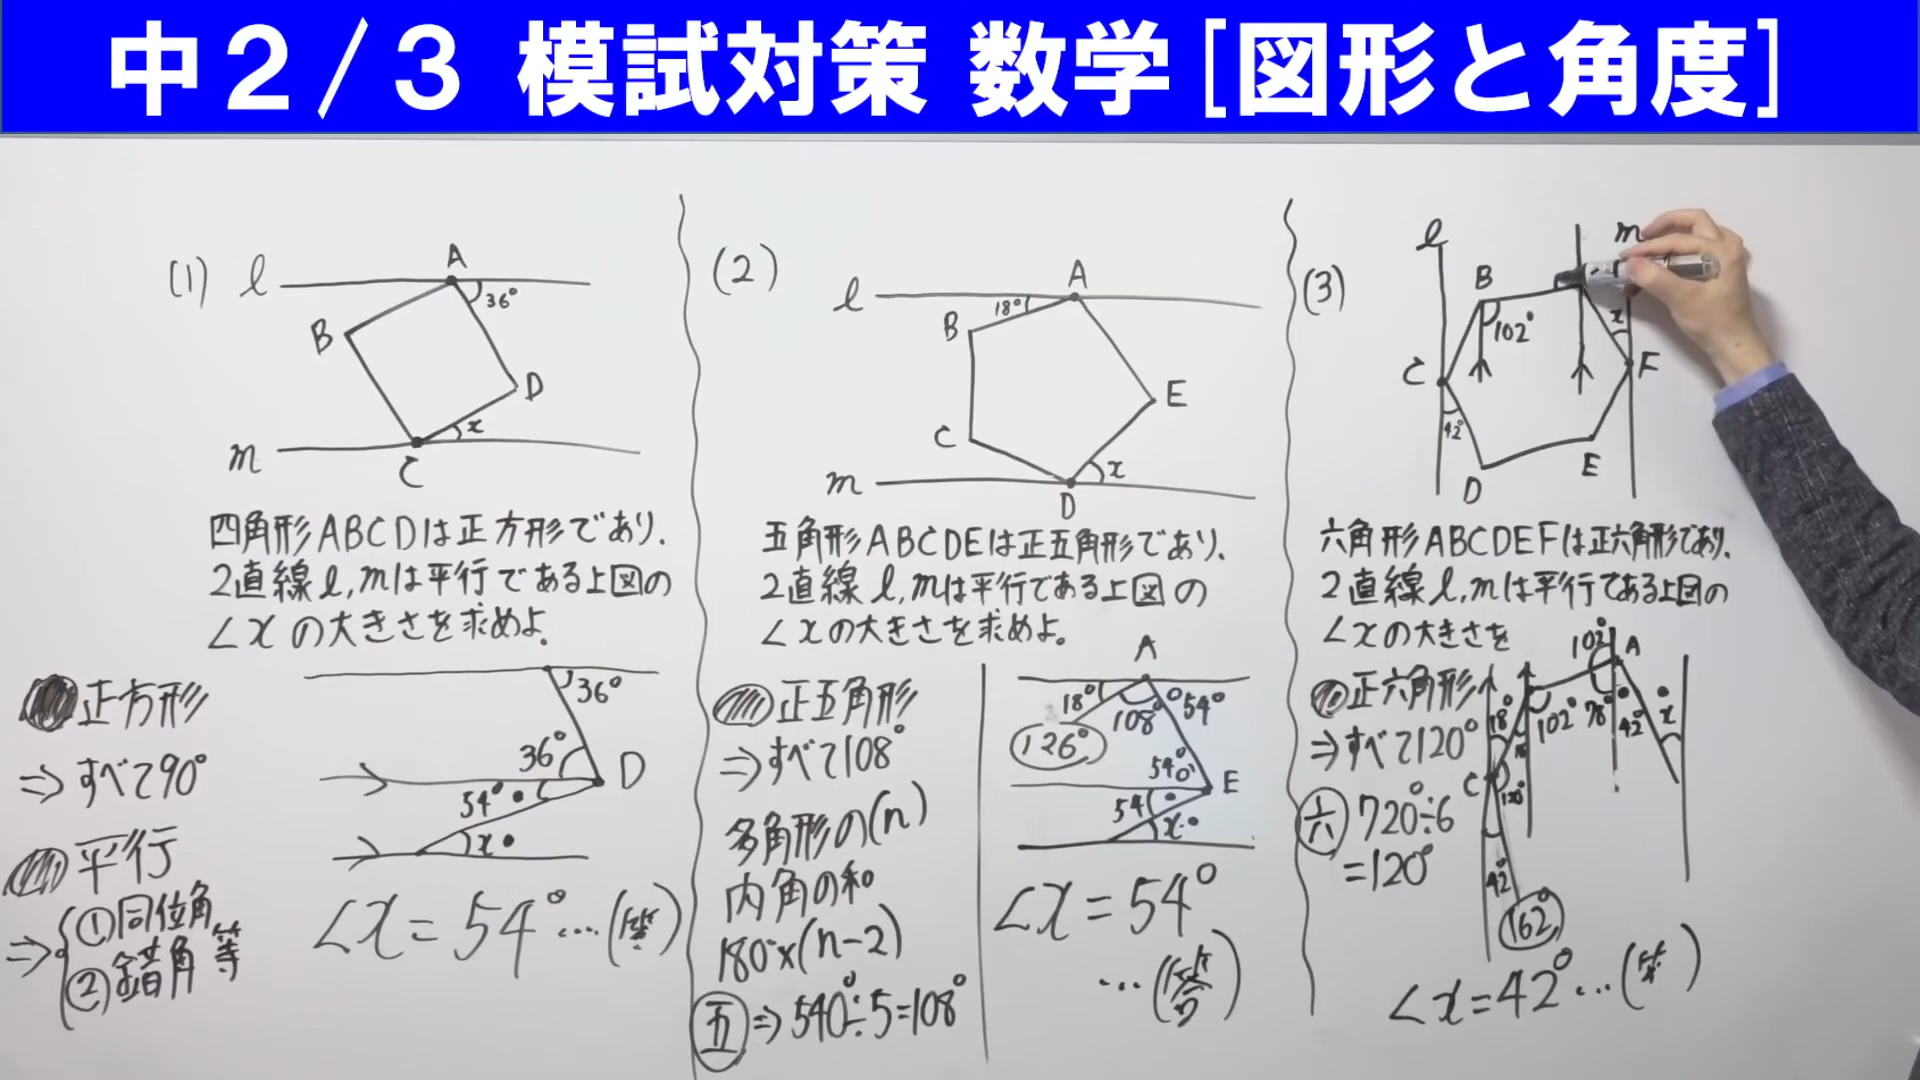 中2/3 模試対策 数学[図形と角度]
(1)
l
A
36°
B
D
x
m
C
四角形ABCDは正方形であり.
2直線l,mは平行である上図の
∠xの大きさを求めよ.
正方形
⇒すべて90°
平行
⇒
①同位角
②錯角
等
36°
36°
D
54°
x
∠x=54°…(答)
(2)
l
A
18°
B
E
C
x
m
D
五角形ABCDEは正五角形であり.
2直線l,mは平行である上図の
∠xの大きさを求めよ。
正五角形
⇒すべて108°
多角形の(n)
内角の和
180°×(n-2)
五⇒540°÷5=108°
A
18°
108°
54°
126°
54°
E
54°
x
∠x=54°
…(答)
(3)
l
m
B
102°
x
C
F
42°
E
D
六角形ABCDEFは正六角形であり.
2直線l,mは平行である上図の
∠xの大きさを
正六角形
⇒すべて120°
六 720°÷6
=120°
102°
A
18°
102°
78°
42°
x
C
120°
42°
162°
∠x=42°…(答)